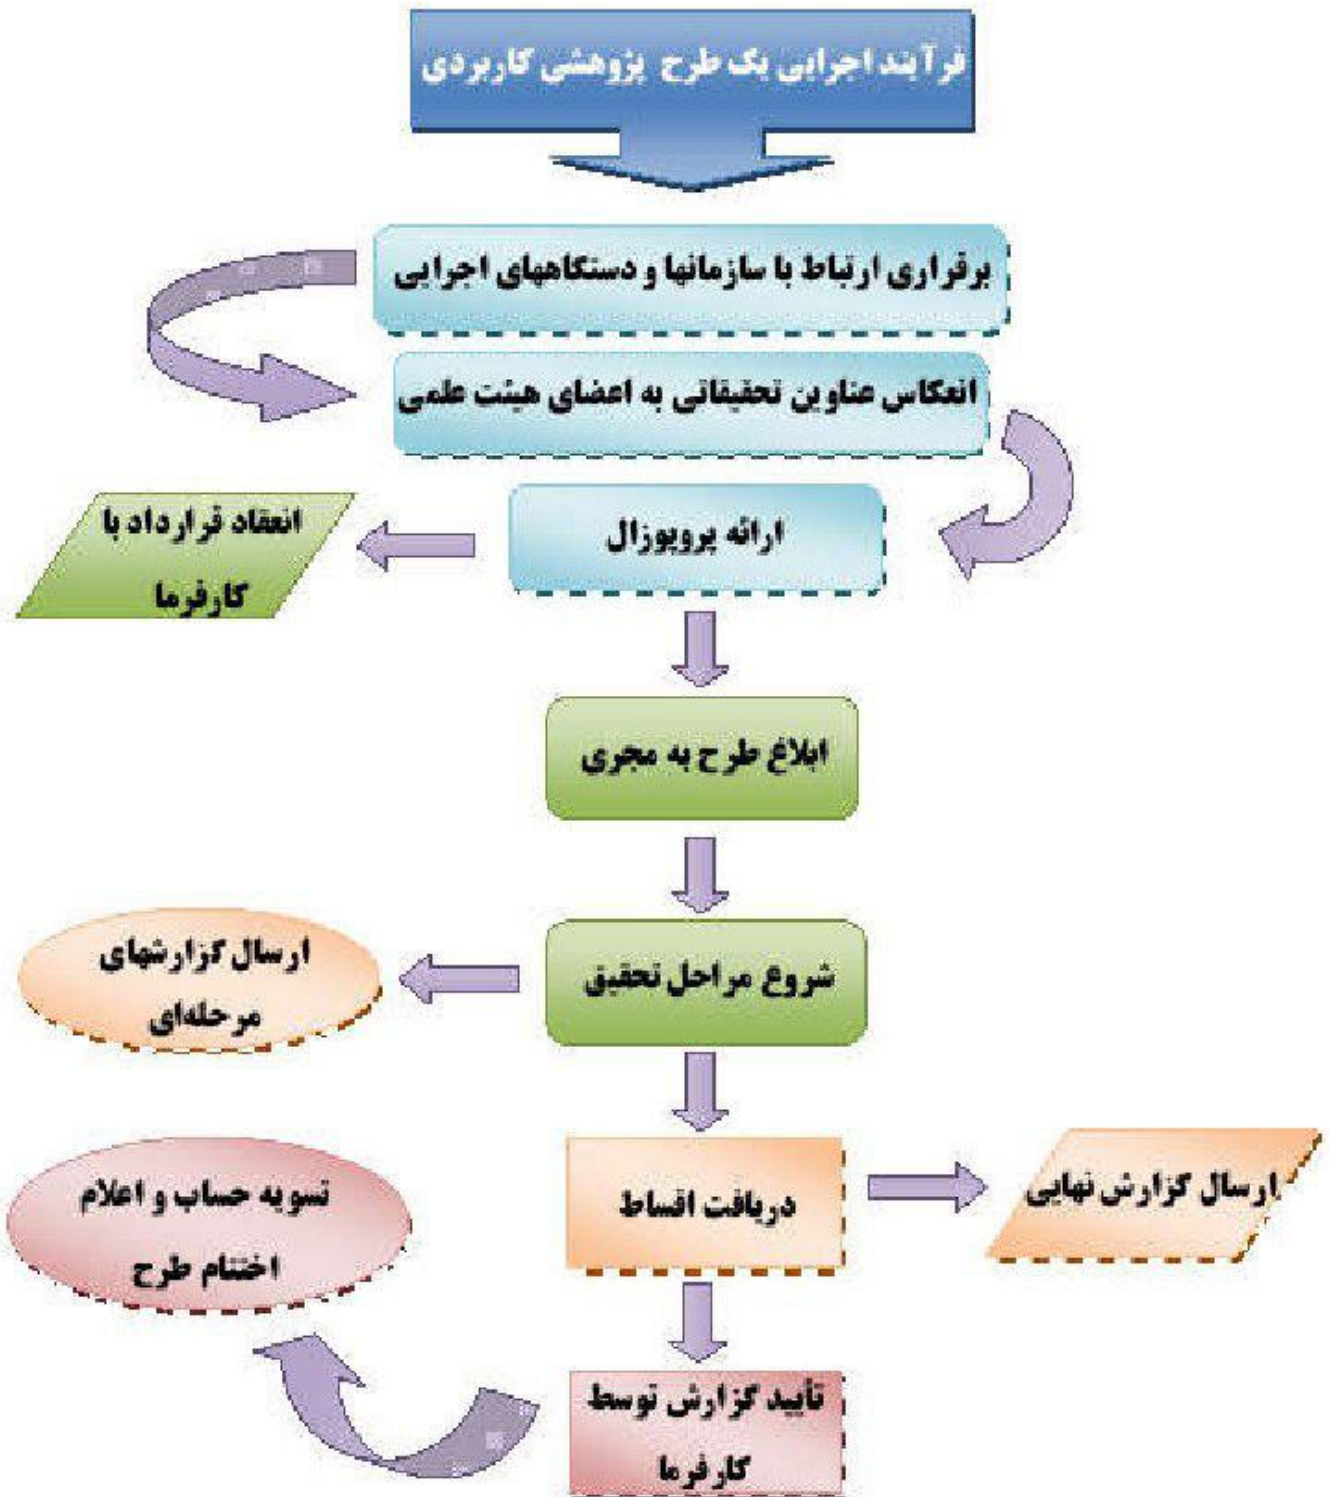 فرآیند اجرایی یک طرح پژوهشی کاربردی
برقراری ارتباط با سازمانها و دستگاههای اجرایی
انعکاس عناوین تحقیقاتی به اعضای هیئت علمی
ارائه پروپوزال
انعقاد قرارداد با
کارفرما
ابلاغ طرح به مجری
شروع مراحل تحقیق
ارسال گزارشهای
مرحله‌ای
دریافت اقساط
ارسال گزارش نهایی
تأیید گزارش توسط
کارفرما
تسویه حساب و اعلام
اختتام طرح